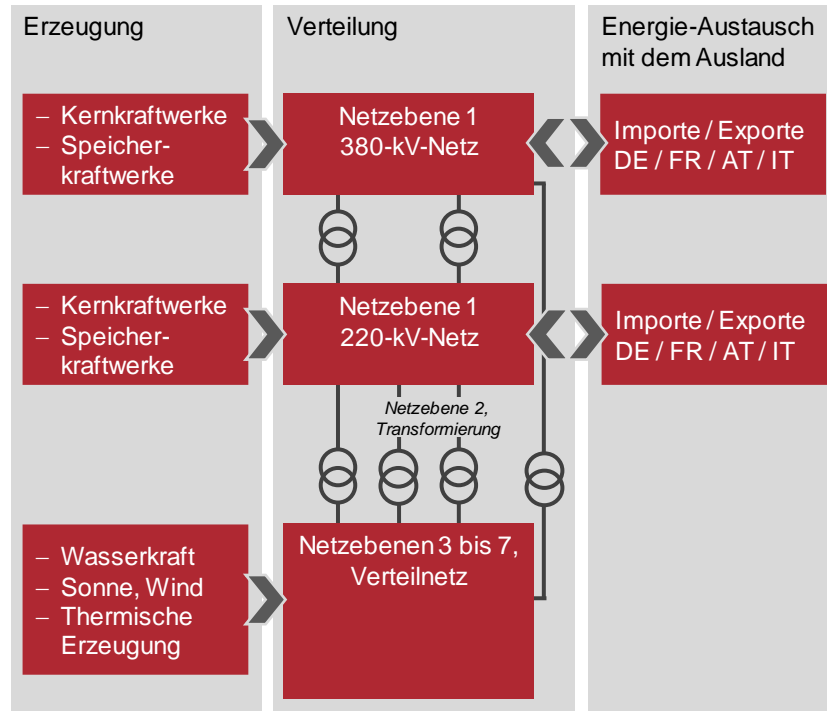 Erzeugung
Verteilung
Energie-Austausch
mit dem Ausland
– Kernkraftwerke
– Speicher-
kraftwerke
Netzebene 1
380-kV-Netz
Importe / Exporte
DE / FR / AT / IT
– Kernkraftwerke
– Speicher-
kraftwerke
Netzebene 1
220-kV-Netz
Importe / Exporte
DE / FR / AT / IT
Netzebene 2,
Transformierung
– Wasserkraft
– Sonne, Wind
– Thermische
Erzeugung
Netzebenen 3 bis 7,
Verteilnetz